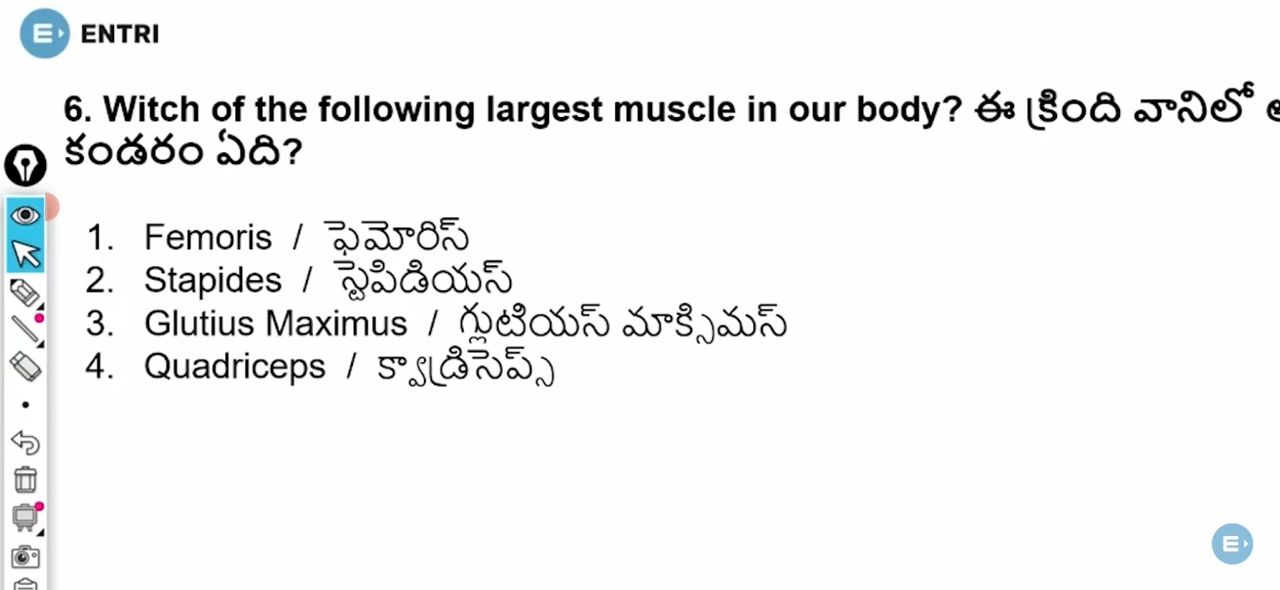 ENTRI
6. Witch of the following largest muscle in our body? ఈ క్రింది వానిలో
కండరం ఏది?
1. Femoris / ఫెమోరిస్
2. Stapides / స్టెపిడియస్
3. Glutius Maximus / గ్లుటియస్ మాక్సిమస్
4. Quadriceps / క్వాడ్రిసెప్స్